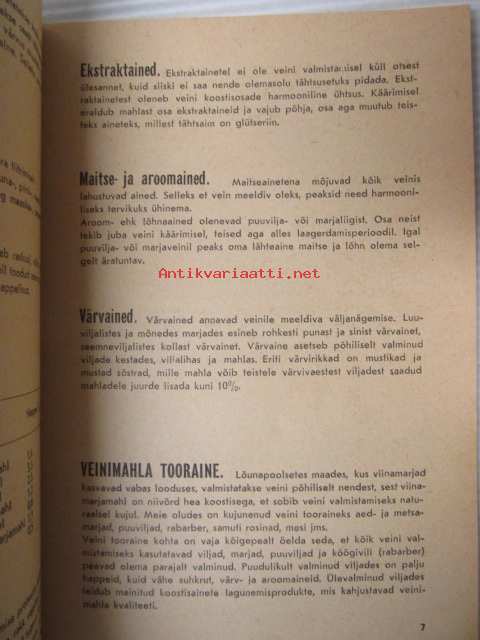 Ekstraktained. Ekstraktainetel ei ole veini valmistamisel küll otsest
ülesannet, kuid siiski ei saa nende olemasolu tähtsusetuks pidada. Ekst-
raktainetest oleneb veini koostisosade harmooniline ühtsus. Käärimisel
eraldub mahlast osa ekstraktaineid ja vajub põhja, osa aga muutub teis-
teks aineteks, millest tähtsaim on glütseriin.
Maitse- ja aroomained. Maitseainetena mõjuvad kõik veinis
lahustuvad ained. Selleks et vein meeldiv oleks, peaksid need harmooni-
liseks tervikuks ühinema.
Aroom- ehk lõhnaained olenevad puuvilja- või marjaliigist. Osa neist
tekib juba veini käärimisel, teised aga alles laagerdamisperioodil. Igal
puuvilja- või marjaveinil peaks oma lähteaine maitse ja lõhn olema
selgelt äratuntav.
Antikvariaatti.net
Värvained. Värvained annavad veinile meeldiva väljanägemise. Luu-
viljalistes ja mõnedes marjades esineb rohkesti punast ja sinist värvainet,
seemneviljalistes kollast värvainet. Värvaine asetseb põhiliselt valminud
viljade kestades, viljalihas ja mahlas. Eriti värvirikkad on mustikad ja
mustad sõstrad, mille mahla võib teistele värvivaestest viljadest saadud
mahladele juurde lisada kuni 10%.
VEINIMAHLA TOORAINE. Lõunapoolsetes maades, kus viinamarjad
kasvavad vabas looduses, valmistatakse veini põhiliselt nendest, sest viina-
marjamahl on niivõrd hea koostisega, et sobib veini valmistamiseks natu-
raalsel kujul. Meie oludes on kujunenud veini tooraineks aed- ja metsa-
marjad, puuviljad, rabarber, samuti rosinad, mesi jms.
Veini tooraine kohta on vaja kõigepealt öelda seda, et kõik veini val-
mistamiseks kasutatavad viljad, marjad, puuviljad ja köögivili (rabarber)
peavad olema parajalt valminud. Puudulikult valminud viljades on palju
happeid, kuid vähe suhkrut, värv- ja aroomaineid. Ülevalminud viljades
leidub mainitud koostisainete lagunemisprodukte, mis kahjustavad veini-
mahla kvaliteeti.
7